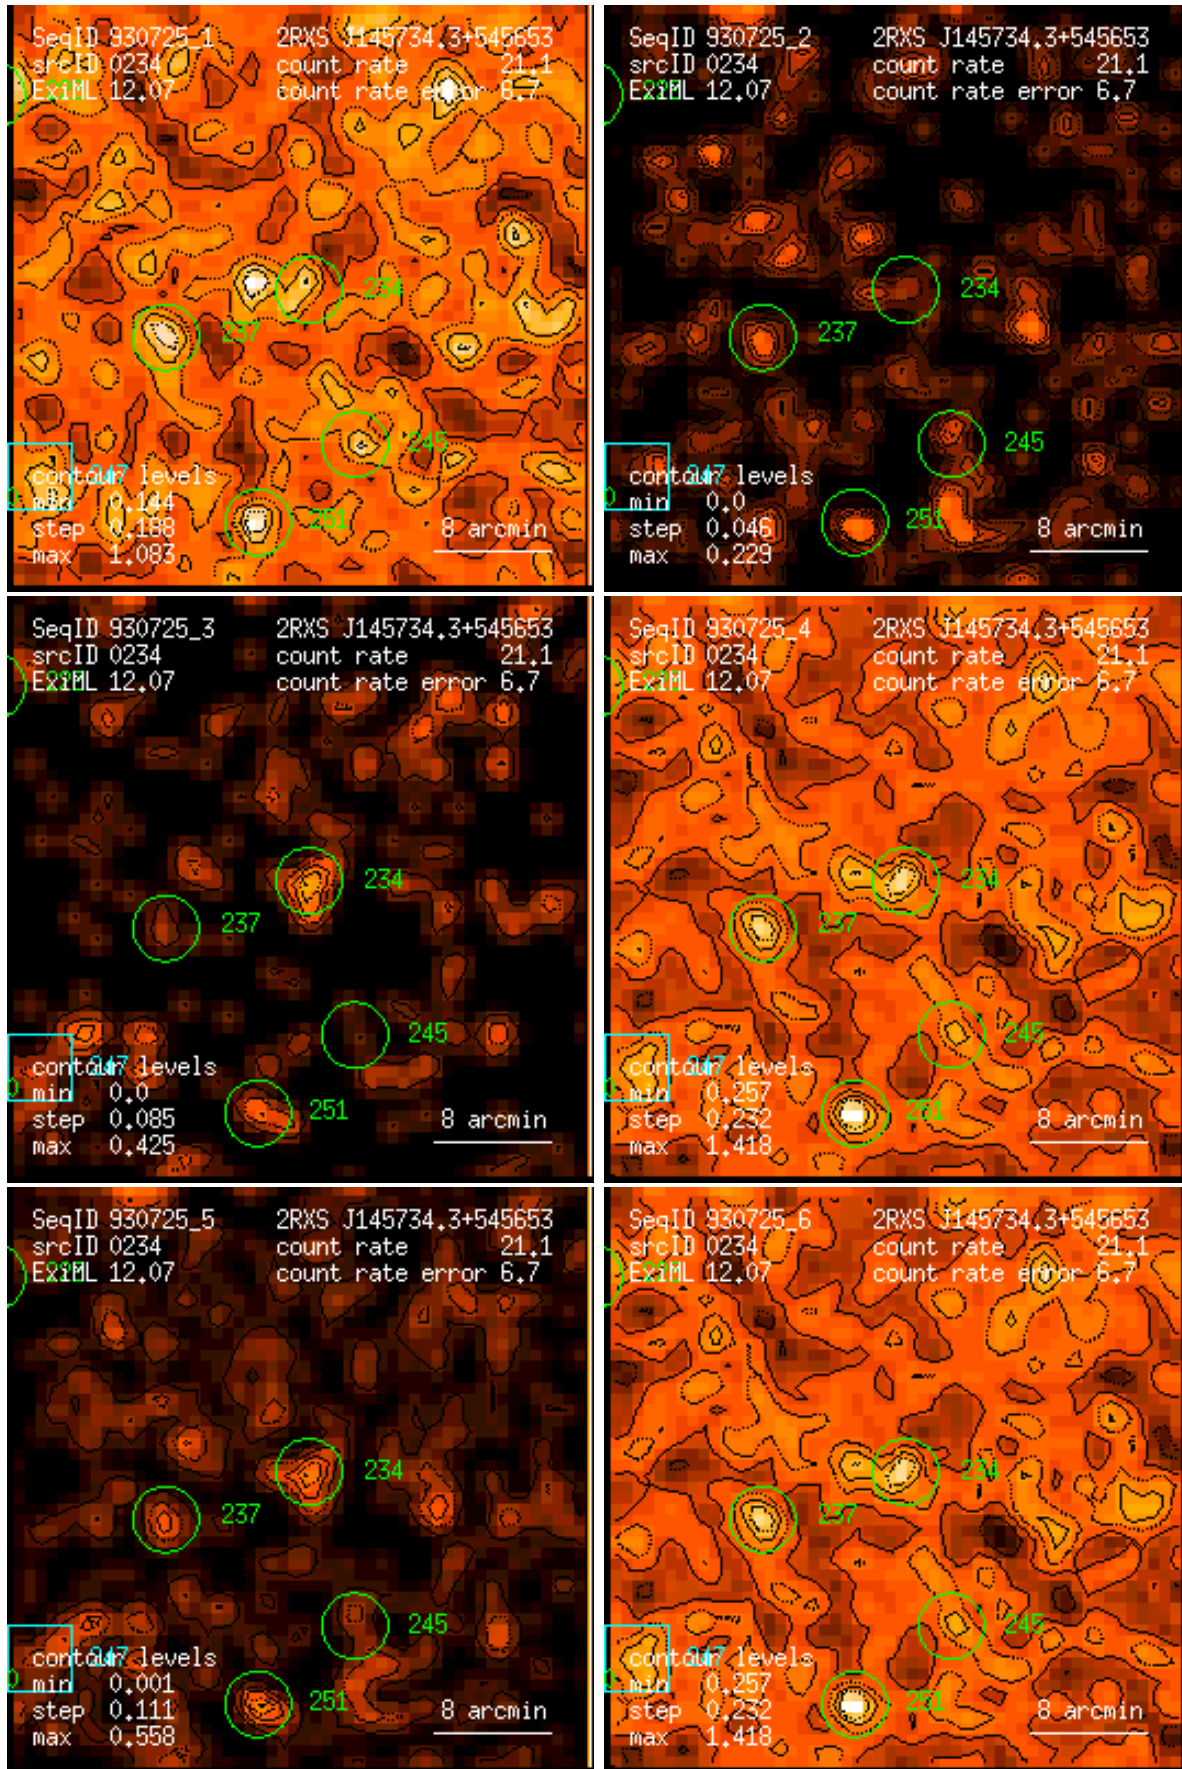 SeqID 930725_1 2RXS J145734.3+545653
srcID 0234 count rate 21.1
ExiML 12.07 count rate error 6.7
234
237
245
contour levels
247
min 0.144
step 0.188 251 8 arcmin
max 1.083
SeqID 930725_2 2RXS J145734.3+545653
srcID 0234 count rate 21.1
ExiML 12.07 count rate error 6.7
234
237
245
contour levels
247
min 0.0
step 0.046 251 8 arcmin
max 0.229
SeqID 930725_3 2RXS J145734.3+545653
srcID 0234 count rate 21.1
ExiML 12.07 count rate error 6.7
234
237
245
contour levels
247
min 0.0
step 0.085 251 8 arcmin
max 0.425
SeqID 930725_4 2RXS J145734.3+545653
srcID 0234 count rate 21.1
ExiML 12.07 count rate error 6.7
234
237
245
contour levels
247
min 0.257
step 0.232 251 8 arcmin
max 1.418
SeqID 930725_5 2RXS J145734.3+545653
srcID 0234 count rate 21.1
ExiML 12.07 count rate error 6.7
234
237
245
contour levels
247
min 0.001
step 0.111 251 8 arcmin
max 0.558
SeqID 930725_6 2RXS J145734.3+545653
srcID 0234 count rate 21.1
ExiML 12.07 count rate error 6.7
234
237
245
contour levels
247
min 0.257
step 0.232 251 8 arcmin
max 1.418